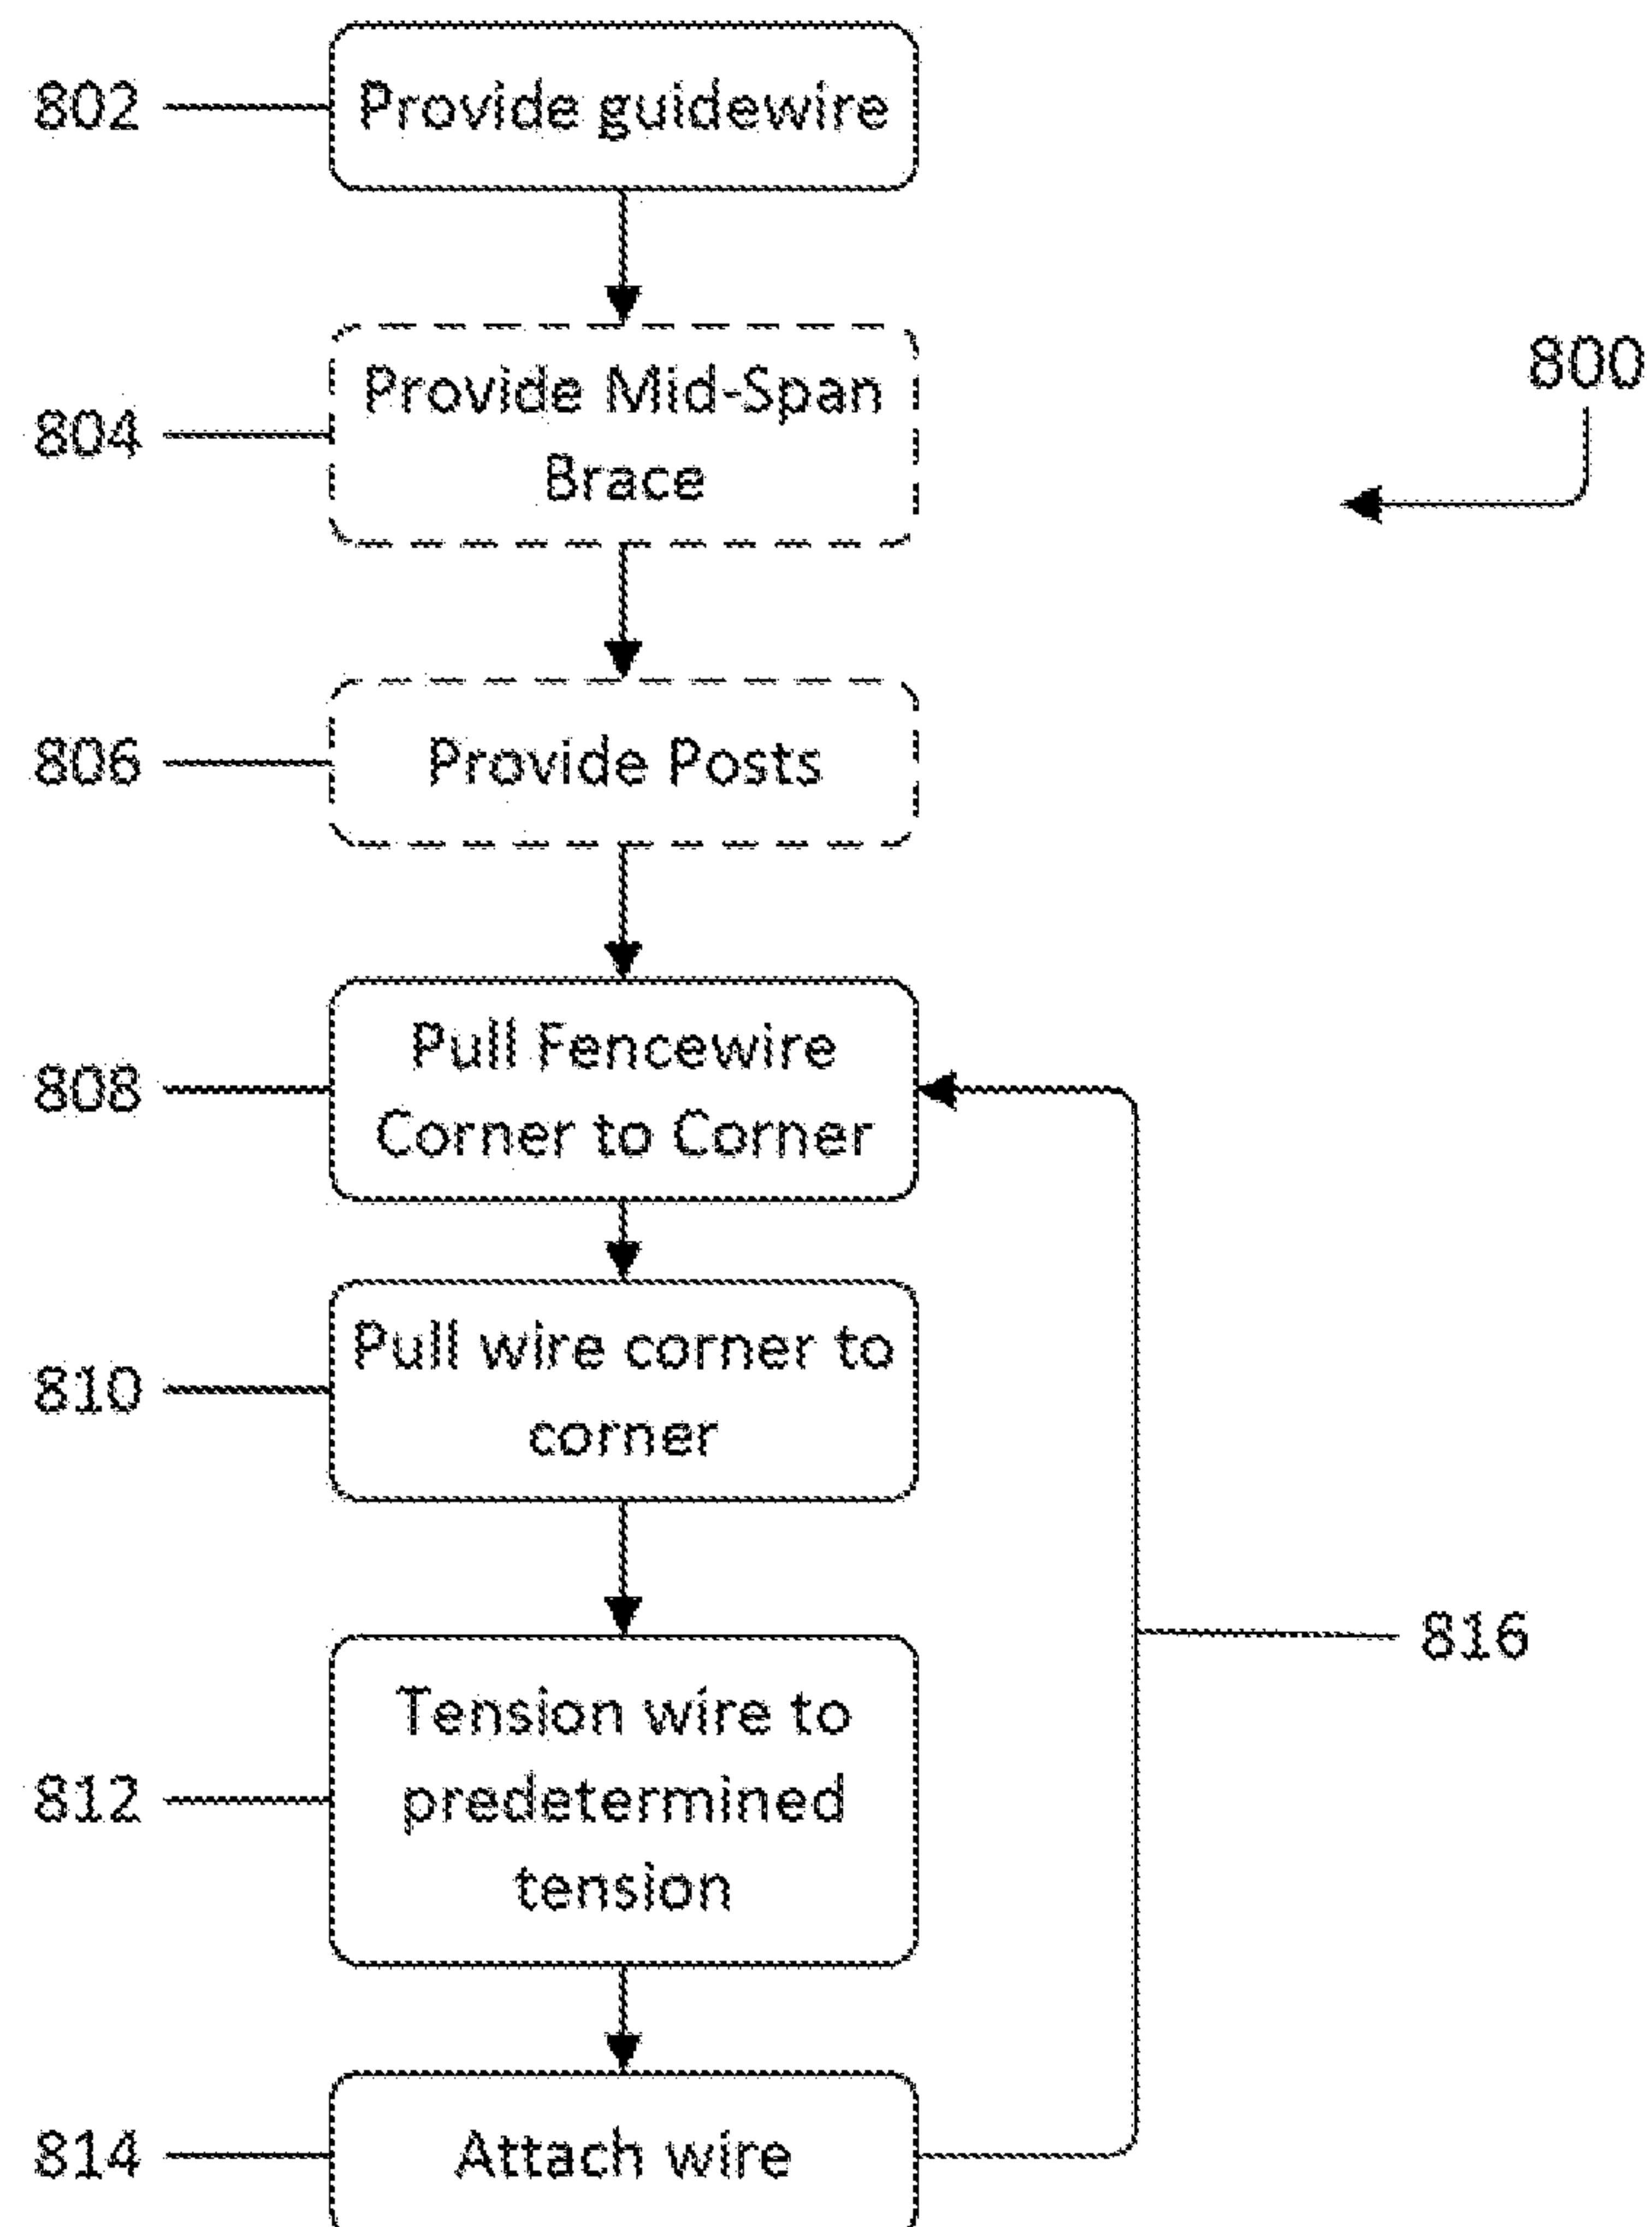 802
Provide guidewire
804
Provide Mid-Span
Brace
800
806
Provide Posts
808
Pull Fencewire
Corner to Corner
810
Pull wire corner to
corner
816
812
Tension wire to
predetermined
tension
814
Attach wire